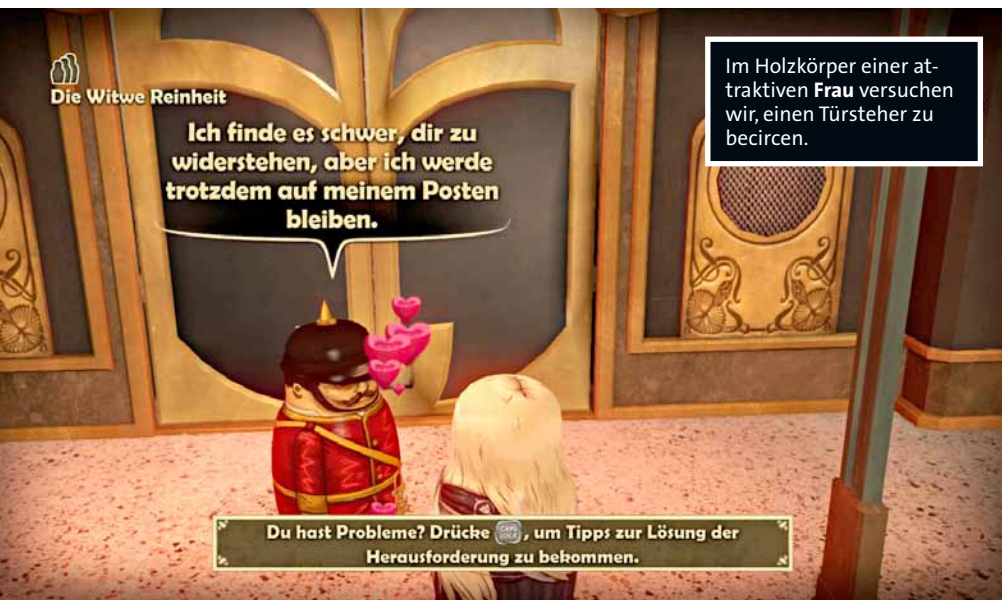 Die Witwe Reinheit
Ich finde es schwer, dir zu
widerstehen, aber ich werde
trotzdem auf meinem Posten
bleiben.
Im Holzkörper einer at-
traktiven Frau versuchen
wir, einen Türsteher zu
becircen.
Du hast Probleme? Drücke CAPS LOCK, um Tipps zur Lösung der
Herausforderung zu bekommen.